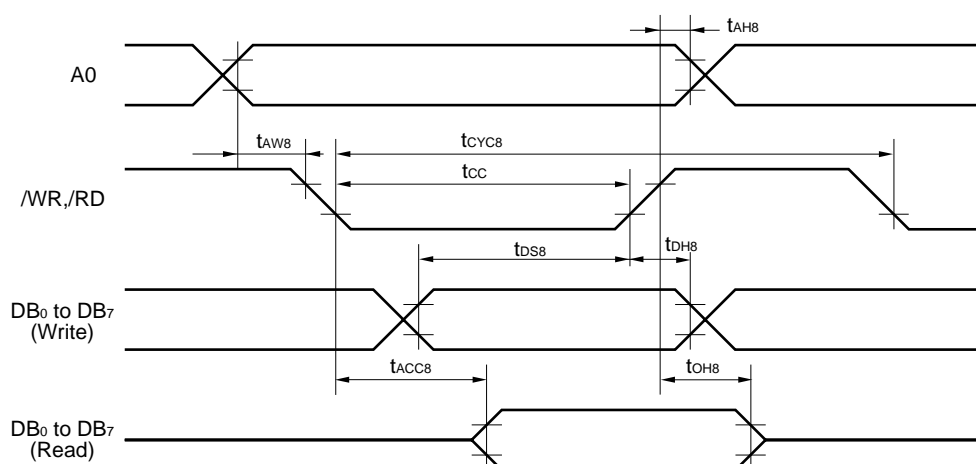 tAH8
A0
tAW8
tCYC8
tCC
/WR,/RD
tDS8
tDH8
DB0 to DB7
(Write)
tACC8
tOH8
DB0 to DB7
(Read)